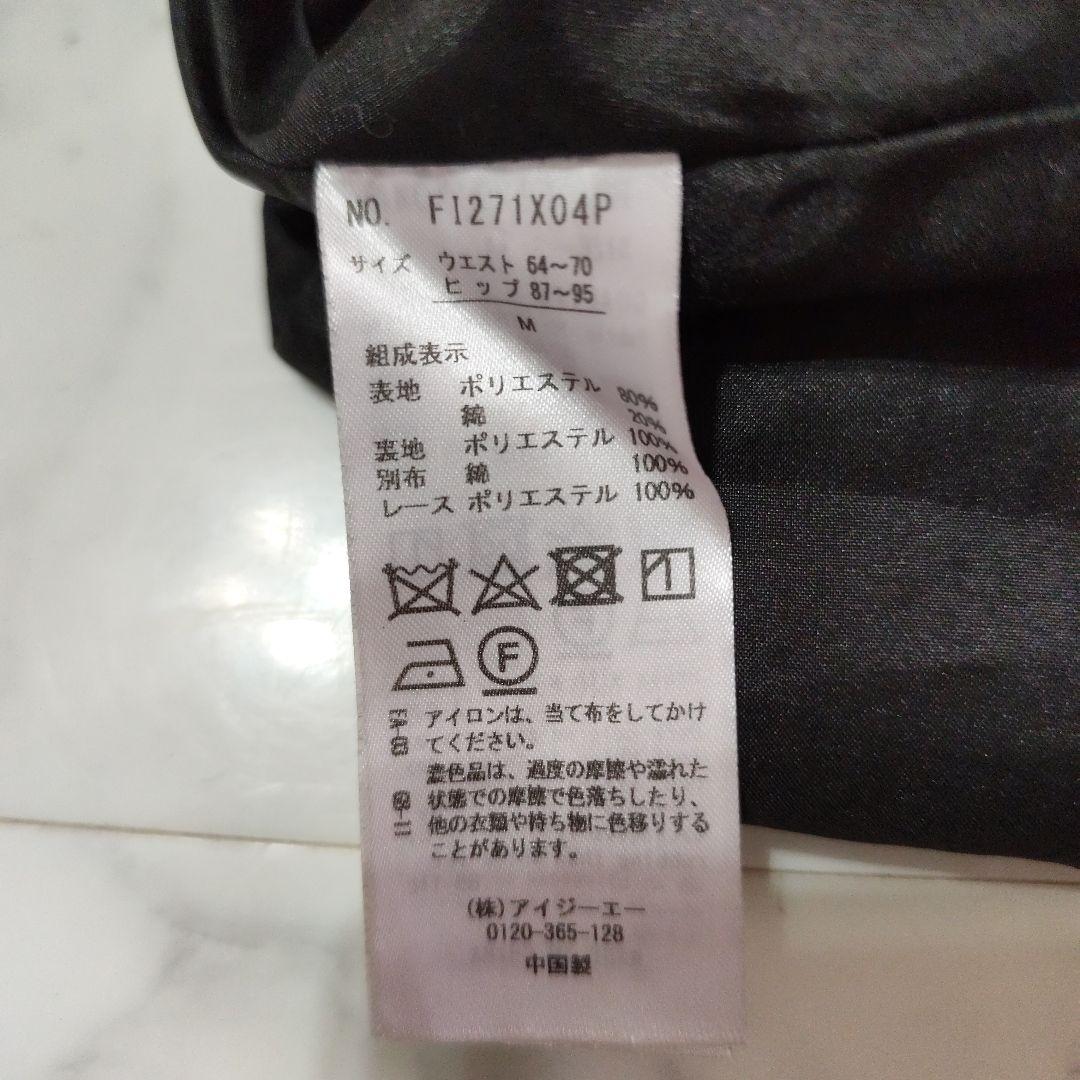 NO. FI271X04P
サイズ ウエスト 64～70
ヒップ 87～95
M
組成表示
表地 ポリエステル 80%
綿 20%
裏地 ポリエステル 100%
別布 綿 100%
レース ポリエステル 100%
F
アイロンは、当て布をしてかけ
てください。
濃色品は、過度の摩擦や濡れた
状態での摩擦で色落ちしたり、
他の衣類や持ち物に色移りする
ことがあります。
(株)アイジーエー
0120-365-128
中国製